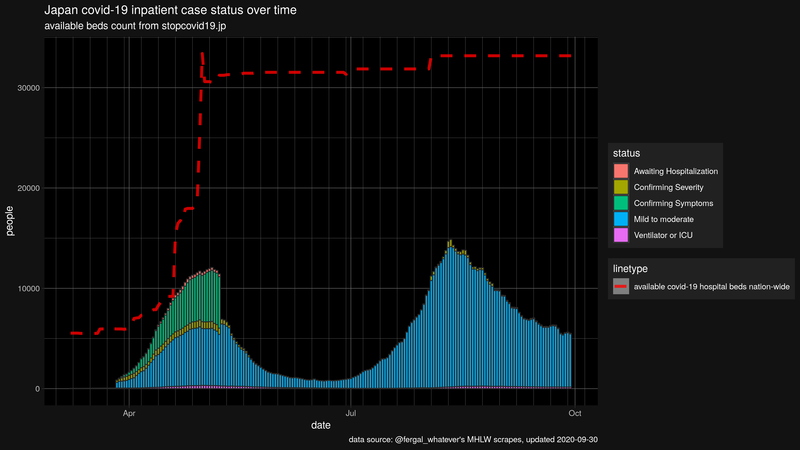 Japan covid-19 inpatient case status over time
available beds count from stopcovid19.jp
people
30000
20000
10000
0
Apr
Jul
Oct
date
status
Awaiting Hospitalization
Confirming Severity
Confirming Symptoms
Mild to moderate
Ventilator or ICU
linetype
available covid-19 hospital beds nation-wide
data source: @fergal_whatever's MHLW scrapes, updated 2020-09-30